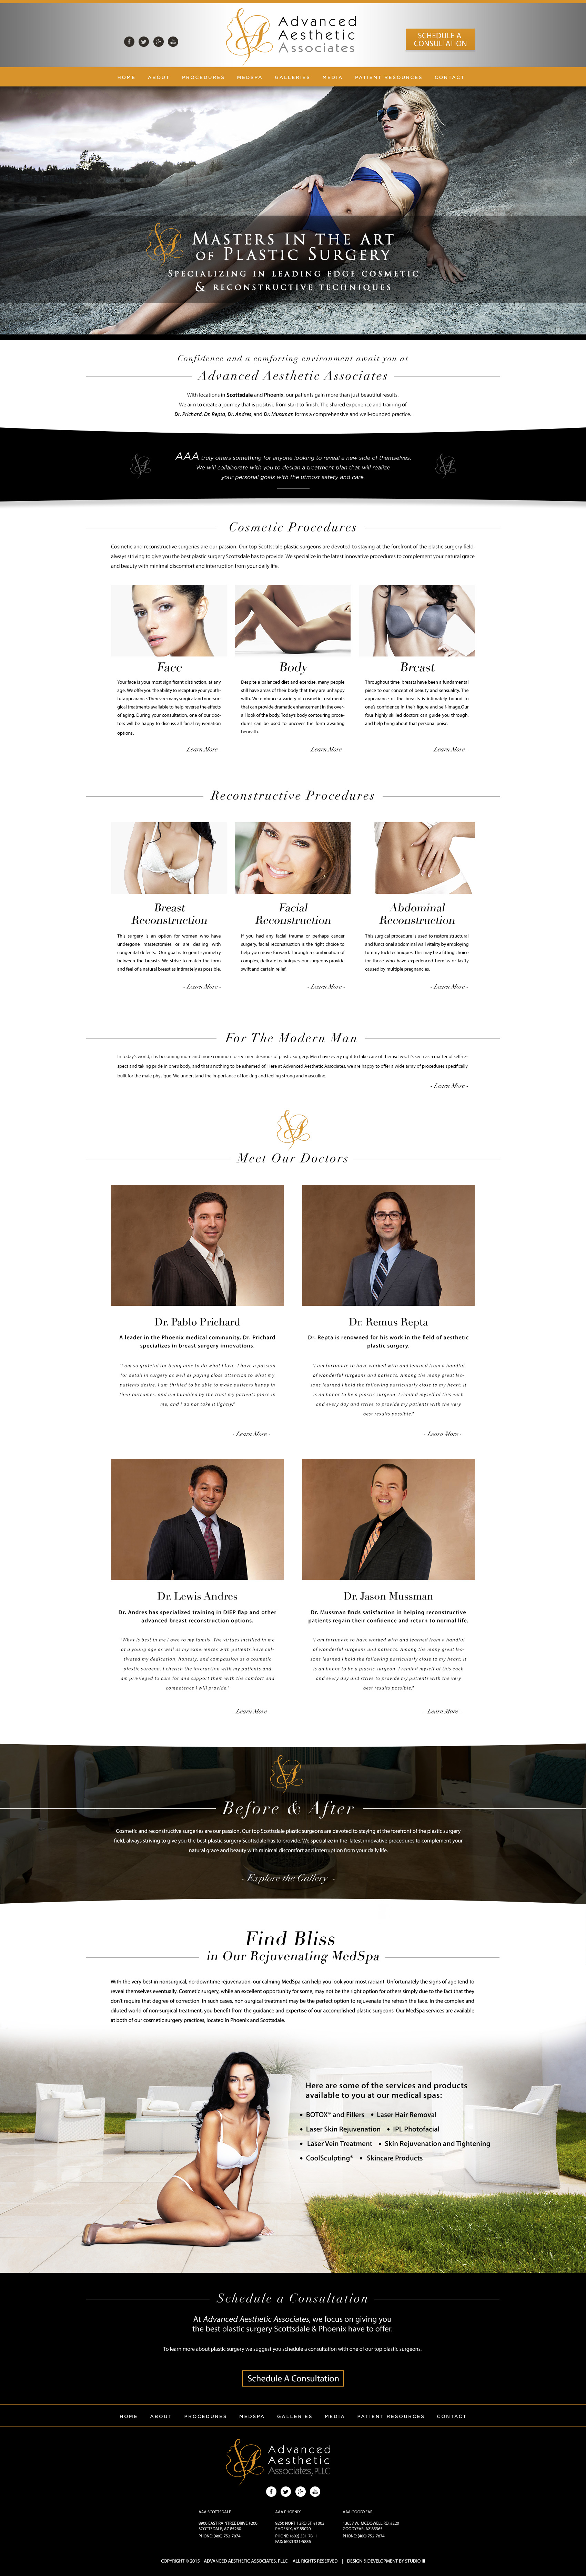 Advanced
Aesthetic
Associates
SCHEDULE A
CONSULTATION
HOME ABOUT PROCEDURES MEDSPA GALLERIES MEDIA PATIENT RESOURCES CONTACT
Masters in the art
of Plastic Surgery
Specializing in leading edge cosmetic
& reconstructive techniques
Confidence and a comforting environment await you at
Advanced Aesthetic Associates
With locations in Scottsdale and Phoenix, our patients gain more than just beautiful results.
We aim to create a journey that is positive from start to finish. The shared experience and training of
Dr. Prichard, Dr. Repta, Dr. Andres, and Dr. Mussman forms a comprehensive and well-rounded practice.
AAA truly offers something for anyone looking to reveal a new side of themselves.
We will collaborate with you to design a treatment plan that will realize
your personal goals with the utmost safety and care.
Cosmetic Procedures
Cosmetic and reconstructive surgeries are our passion. Our top Scottsdale plastic surgeons are devoted to staying at the forefront of the plastic surgery field,
always striving to give you the best plastic surgery Scottsdale has to provide. We specialize in the latest innovative procedures to complement your natural grace
and beauty with minimal discomfort and interruption from your daily life.
Face
Your face is your most significant distinction, at any
age. We offer you the ability to recapture your youth-
ful appearance. There are many surgical and non-sur-
gical treatments available to help reverse the effects
of aging. During your consultation, one of our doc-
tors will be happy to discuss all facial rejuvenation
options.
- Learn More -
Body
Despite a balanced diet and exercise, many people
still have areas of their body that they are unhappy
with. We embrace a variety of cosmetic treatments
that can provide dramatic enhancement in the over-
all look of the body. Today's body contouring proce-
dures can be used to uncover the form awaiting
beneath.
- Learn More -
Breast
Throughout time, breasts have been a fundamental
piece to our concept of beauty and sensuality. The
appearance of the breasts is intimately bound to
one's confidence in their figure and self image.Our
four highly skilled doctors can guide you through,
and help bring about that personal poise.
- Learn More -
Reconstructive Procedures
Breast
Reconstruction
This surgery is an option for women who have
undergone mastectomies or are dealing with
congenital defects. Our goal is to grant symmetry
between the breasts. We strive to match the form
and feel of a natural breast as intimately as possible.
- Learn More -
Facial
Reconstruction
If you had any facial trauma or perhaps cancer
surgery, facial reconstruction is the right choice to
help you move forward. Through a combination of
complex, delicate techniques, our surgeons provide
swift and certain relief.
- Learn More -
Abdominal
Reconstruction
This surgical procedure is used to restore structural
and functional abdominal wall vitality by employing
tummy tuck techniques. This may be a fitting choice
for those who have experienced hernias or laxity
caused by multiple pregnancies.
- Learn More -
For The Modern Man
In today's world, it is becoming more and more common to see men desirous of plastic surgery. Men have every right to take care of themselves. It's seen as a matter of self-re-
spect and taking pride in one's body, and that's nothing to be ashamed of. Here at Advanced Aesthetic Associates, we are happy to offer a wide array of procedures specifically
built for the male physique. We understand the importance of looking and feeling strong and masculine.
- Learn More -
Meet Our Doctors
Dr. Pablo Prichard
A leader in the Phoenix medical community, Dr. Prichard
specializes in breast surgery innovations.
"I am so grateful for being able to do what I love. I have a passion
for detail in surgery as well as paying close attention to what my
patients desire. I am thrilled to be able to make patients happy in
their outcomes, and am humbled by the trust my patients place in
me, and I do not take it lightly."
- Learn More -
Dr. Remus Repta
Dr. Repta is renowned for his work in the field of aesthetic
plastic surgery.
"I am fortunate to have worked with and learned from a handful
of wonderful surgeons and patients. Among the many great les-
sons learned I hold the following particularly close to my heart: It
is an honor to be a plastic surgeon. I remind myself of this each
and every day and strive to provide my patients with the very
best results possible."
- Learn More -
Dr. Lewis Andres
Dr. Andres has specialized training in DIEP flap and other
advanced breast reconstruction options.
"What is best in me I owe to my family. The virtues instilled in me
at a young age as well as my experiences with patients have cul-
tivated my dedication, honesty, and compassion as a cosmetic
plastic surgeon. I cherish the interaction with my patients and
am privileged to care for and support them with the comfort and
competence I will provide."
- Learn More -
Dr. Jason Mussman
Dr. Mussman finds satisfaction in helping reconstructive
patients regain their confidence and return to normal life.
"I am fortunate to have worked with and learned from a handful
of wonderful surgeons and patients. Among the many great les-
sons learned I hold the following particularly close to my heart: It
is an honor to be a plastic surgeon. I remind myself of this each
and every day and strive to provide my patients with the very
best results possible."
- Learn More -
Before & After
Cosmetic and reconstructive surgeries are our passion. Our top Scottsdale plastic surgeons are devoted to staying at the forefront of the plastic surgery
field, always striving to give you the best plastic surgery Scottsdale has to provide. We specialize in the latest innovative procedures to complement your
natural grace and beauty with minimal discomfort and interruption from your daily life.
- Explore the Gallery -
Find Bliss
in Our Rejuvenating MedSpa
With the very best in nonsurgical, no-downtime rejuvenation, our calming MedSpa can help you look your most radiant. Unfortunately the signs of age tend to
reveal themselves eventually. Cosmetic surgery, while an excellent opportunity for some, may not be the right option for others simply due to the fact that they
don't require that degree of correction. In such cases, non-surgical treatment may be the perfect option to rejuvenate the refresh the face. In the complex and
diluted world of non-surgical treatment, you benefit from the guidance and expertise of our accomplished plastic surgeons. Our MedSpa services are available
at both of our cosmetic surgery practices, located in Phoenix and Scottsdale.
Here are some of the services and products
available to you at our medical spas:
• BOTOX® and Fillers • Laser Hair Removal
• Laser Skin Rejuvenation • IPL Photofacial
• Laser Vein Treatment • Skin Rejuvenation and Tightening
• CoolSculpting® • Skincare Products
Schedule a Consultation
At Advanced Aesthetic Associates, we focus on giving you
the best plastic surgery Scottsdale & Phoenix have to offer.
To learn more about plastic surgery we suggest you schedule a consultation with one of our top plastic surgeons.
Schedule A Consultation
HOME ABOUT PROCEDURES MEDSPA GALLERIES MEDIA PATIENT RESOURCES CONTACT
Advanced
Aesthetic
Associates, PLLC
AAA SCOTTSDALE
8900 EAST RAINTREE DRIVE #200
SCOTTSDALE, AZ 85260
PHONE: (480) 752-7874
AAA PHOENIX
9250 NORTH 3RD ST. #1003
PHOENIX, AZ 85020
PHONE: (602) 331-7811
FAX: (602) 331-5886
AAA GOODYEAR
13657 W. MCDOWELL RD. #220
GOODYEAR, AZ 85365
PHONE: (480) 752-7874
COPYRIGHT © 2015 ADVANCED AESTHETIC ASSOCIATES, PLLC ALL RIGHTS RESERVED | DESIGN & DEVELOPMENT BY STUDIO III